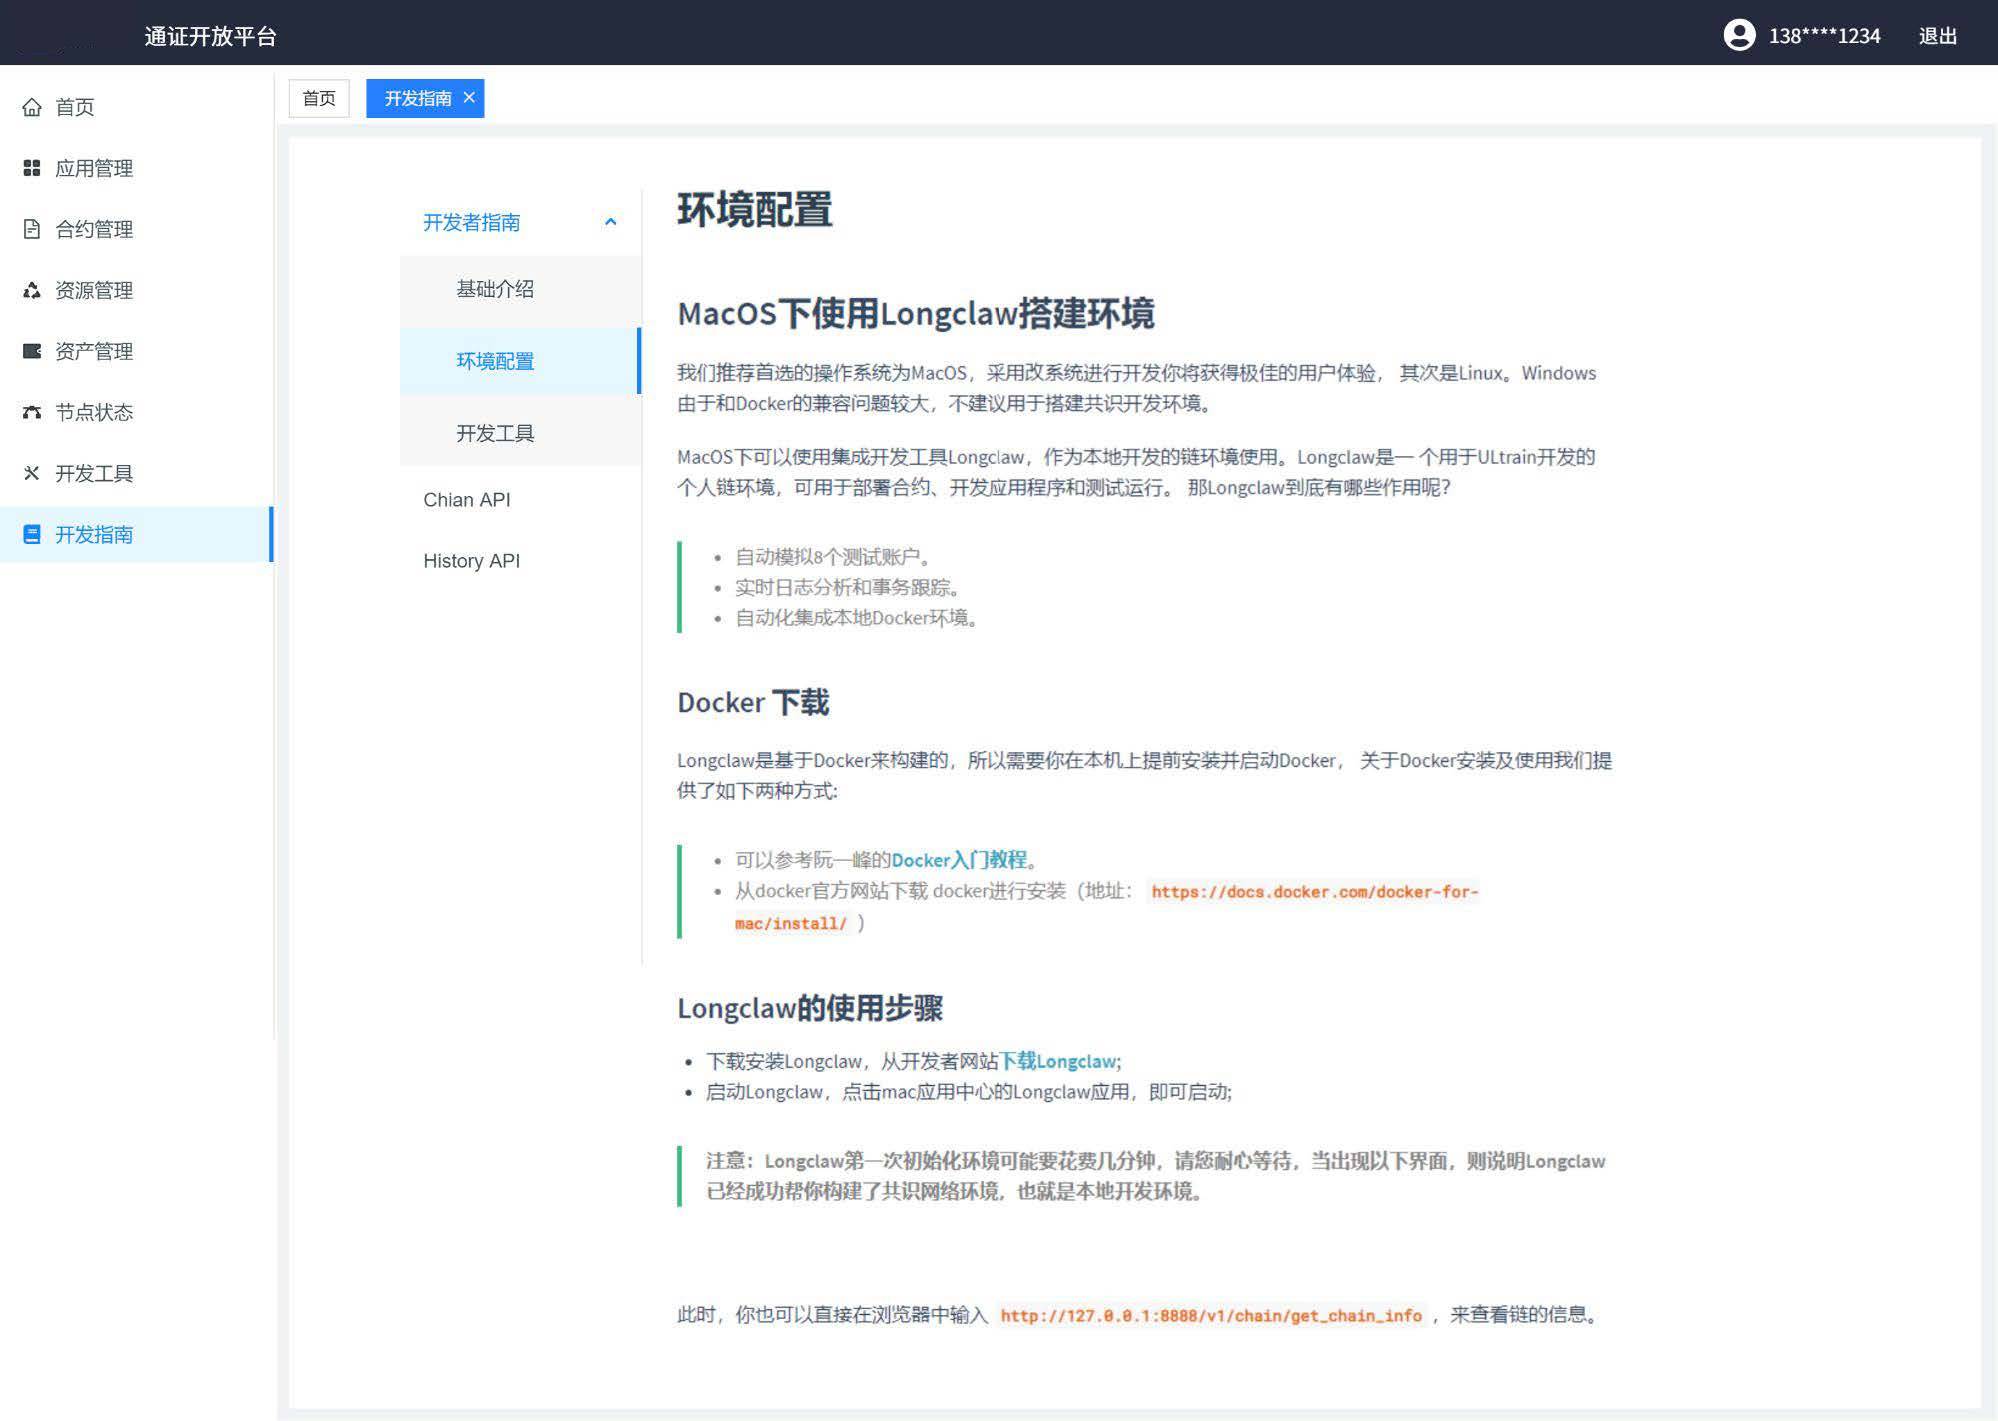 通证开放平台
138****1234
退出
首页
应用管理
合约管理
资源管理
资产管理
节点状态
开发工具
开发指南
首页
开发指南
开发者指南
基础介绍
环境配置
开发工具
Chian API
History API
环境配置
MacOS下使用Longclaw搭建环境
我们推荐首选的操作系统为MacOS，采用改系统进行开发你将获得极佳的用户体验， 其次是Linux。Windows
由于和Docker的兼容问题较大，不建议用于搭建共识开发环境。
MacOS下可以使用集成开发工具Longclaw，作为本地开发的链环境使用。Longclaw是一 个用于ULtrain开发的
个人链环境，可用于部署合约、开发应用程序和测试运行。 那Longclaw到底有哪些作用呢?
• 自动模拟8个测试账户。
• 实时日志分析和事务跟踪。
• 自动化集成本地Docker环境。
Docker 下载
Longclaw是基于Docker来构建的，所以需要你在本机上提前安装并启动Docker， 关于Docker安装及使用我们提
供了如下两种方式:
• 可以参考阮一峰的Docker入门教程。
• 从docker官方网站下载 docker进行安装（地址： https://docs.docker.com/docker-for-
mac/install/ ）
Longclaw的使用步骤
• 下载安装Longclaw，从开发者网站下载Longclaw;
• 启动Longclaw，点击mac应用中心的Longclaw应用，即可启动;
注意：Longclaw第一次初始化环境可能要花费几分钟，请您耐心等待，当出现以下界面，则说明Longclaw
已经成功帮你构建了共识网络环境，也就是本地开发环境。
此时，你也可以直接在浏览器中输入 http://127.0.0.1:8888/v1/chain/get_chain_info ，来查看链的信息。